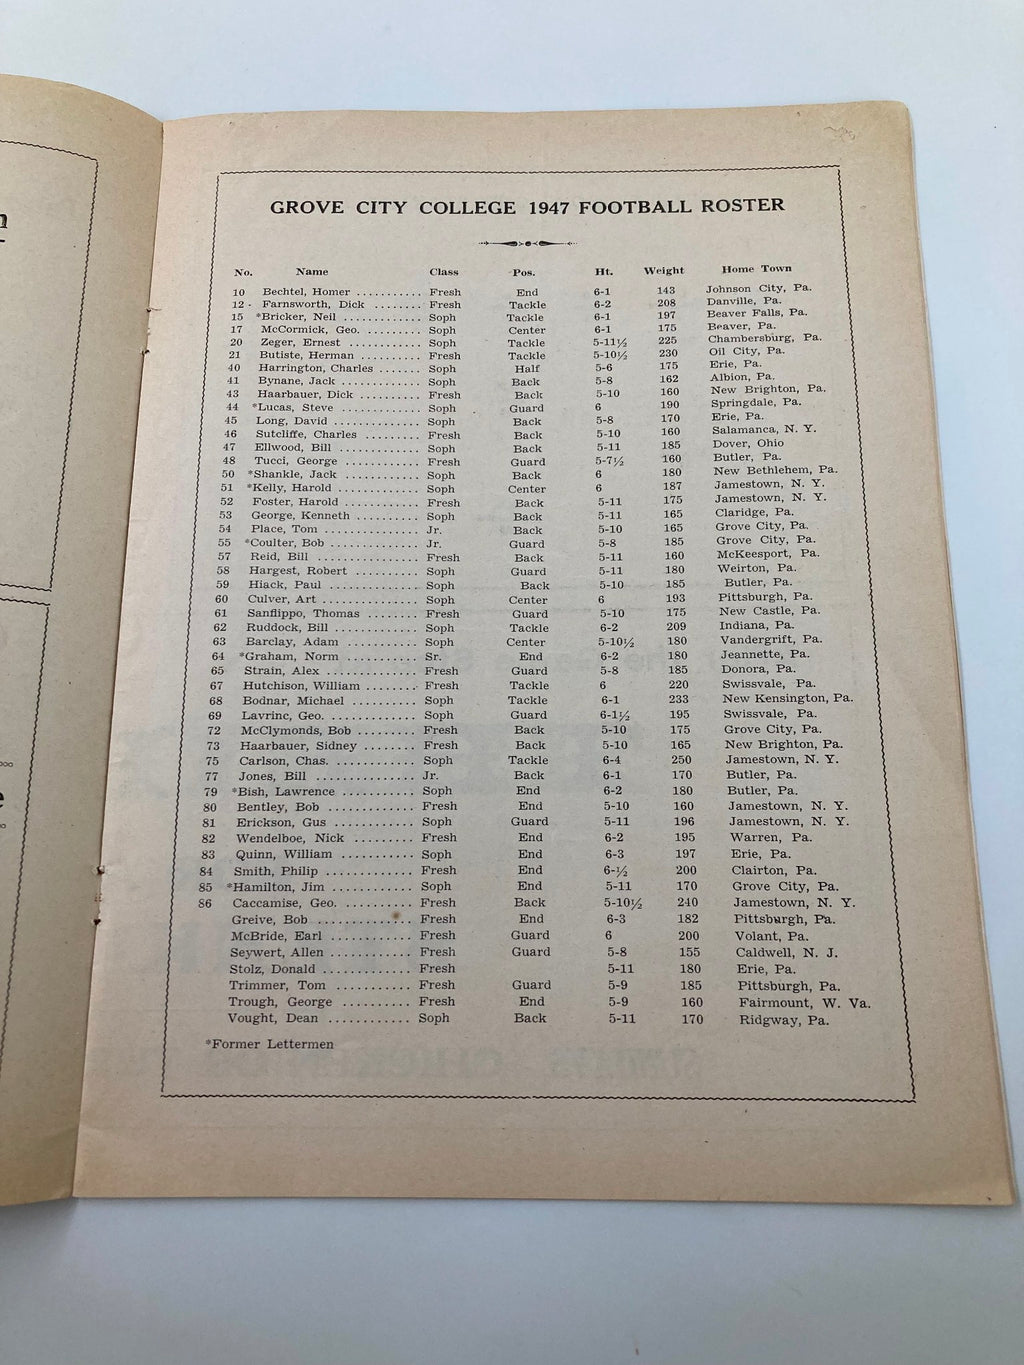 GROVE CITY COLLEGE 1947 FOOTBALL ROSTER
No. Name Class Pos. Ht. Weight Home Town
10 Bechtel, Homer ........... Fresh End 6-1 143 Johnson City, Pa.
12 - Farnsworth, Dick ........ Fresh Tackle 6-2 208 Danville, Pa.
15 *Bricker, Neil ............ Soph Tackle 6-1 197 Beaver Falls, Pa.
17 McCormick, Geo. .......... Soph Center 6-1 175 Beaver, Pa.
20 Zeger, Ernest ............ Soph Tackle 5-11½ 225 Chambersburg, Pa.
21 Butiste, Herman .......... Fresh Tackle 5-10½ 230 Oil City, Pa.
40 Harrington, Charles ....... Soph Half 5-6 175 Erie, Pa.
41 Bynane, Jack ............. Soph Back 5-8 162 Albion, Pa.
43 Haarbauer, Dick .......... Fresh Back 5-10 160 New Brighton, Pa.
44 *Lucas, Steve ............. Soph Guard 6 190 Springdale, Pa.
45 Long, David .............. Soph Back 5-8 170 Erie, Pa.
46 Sutcliffe, Charles ......... Fresh Back 5-10 160 Salamanca, N. Y.
47 Ellwood, Bill ............. Soph Back 5-11 185 Dover, Ohio
48 Tucci, George ............ Fresh Guard 5-7½ 160 Butler, Pa.
50 *Shankle, Jack ............ Soph Back 6 180 New Bethlehem, Pa.
51 *Kelly, Harold ............. Soph Center 6 187 Jamestown, N. Y.
52 Foster, Harold ............ Fresh Back 5-11 175 Jamestown, N. Y.
53 George, Kenneth .......... Soph Back 5-11 165 Claridge, Pa.
54 Place, Tom ............... Jr. Back 5-10 165 Grove City, Pa.
55 *Coulter, Bob .............. Jr. Guard 5-8 185 Grove City, Pa.
57 Reid, Bill ................ Fresh Back 5-11 160 McKeesport, Pa.
58 Hargest, Robert .......... Soph Guard 5-11 180 Weirton, Pa.
59 Hiack, Paul .............. Soph Back 5-10 185 Butler, Pa.
60 Culver, Art ............... Soph Center 6 193 Pittsburgh, Pa.
61 Sanflippo, Thomas ........ Fresh Guard 5-10 175 New Castle, Pa.
62 Ruddock, Bill ............ Soph Tackle 6-2 209 Indiana, Pa.
63 Barclay, Adam ............ Soph Center 5-10½ 180 Vandergrift, Pa.
64 *Graham, Norm ........... Sr. End 6-2 180 Jeannette, Pa.
65 Strain, Alex .............. Fresh Guard 5-8 185 Donora, Pa.
67 Hutchison, William ........ Fresh Tackle 6 220 Swissvale, Pa.
68 Bodnar, Michael .......... Soph Tackle 6-1 233 New Kensington, Pa.
69 Lavrinc, Geo. ............. Soph Guard 6-1½ 195 Swissvale, Pa.
72 McClymonds, Bob ......... Fresh Back 5-10 175 Grove City, Pa.
73 Haarbauer, Sidney ........ Fresh Back 5-10 165 New Brighton, Pa.
75 Carlson, Chas. ............ Soph Tackle 6-4 250 Jamestown, N. Y.
77 Jones, Bill ............... Jr. Back 6-1 170 Butler, Pa.
79 *Bish, Lawrence ........... Soph End 6-2 180 Butler, Pa.
80 Bentley, Bob .............. Fresh End 5-10 160 Jamestown, N. Y.
81 Erickson, Gus ............ Soph Guard 5-11 196 Jamestown, N. Y.
82 Wendelboe, Nick .......... Fresh End 6-2 195 Warren, Pa.
83 Quinn, William ........... Soph End 6-3 197 Erie, Pa.
84 Smith, Philip ............. Fresh End 6-½ 200 Clairton, Pa.
85 *Hamilton, Jim ............ Soph End 5-11 170 Grove City, Pa.
86 Caccamise, Geo. .......... Fresh Back 5-10½ 240 Jamestown, N. Y.
Greive, Bob .............. Fresh End 6-3 182 Pittsburgh, Pa.
McBride, Earl ............ Fresh Guard 6 200 Volant, Pa.
Seywert, Allen ............ Fresh Guard 5-8 155 Caldwell, N. J.
Stolz, Donald ............. Fresh 5-11 180 Erie, Pa.
Trimmer, Tom ............ Fresh Guard 5-9 185 Pittsburgh, Pa.
Trough, George .......... Fresh End 5-9 160 Fairmount, W. Va.
Vought, Dean ............ Soph Back 5-11 170 Ridgway, Pa.
*Former Lettermen